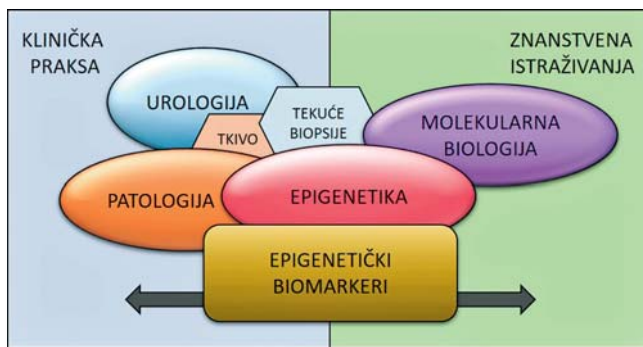 KLINIČKA
PRAKSA
ZNANSTVENA
ISTRAŽIVANJA
UROLOGIJA
TEKUĆE
BIOPSIJE
TKIVO
MOLEKULARNA
BIOLOGIJA
PATOLOGIJA
EPIGENETIKA
EPIGENETIČKI
BIOMARKERI